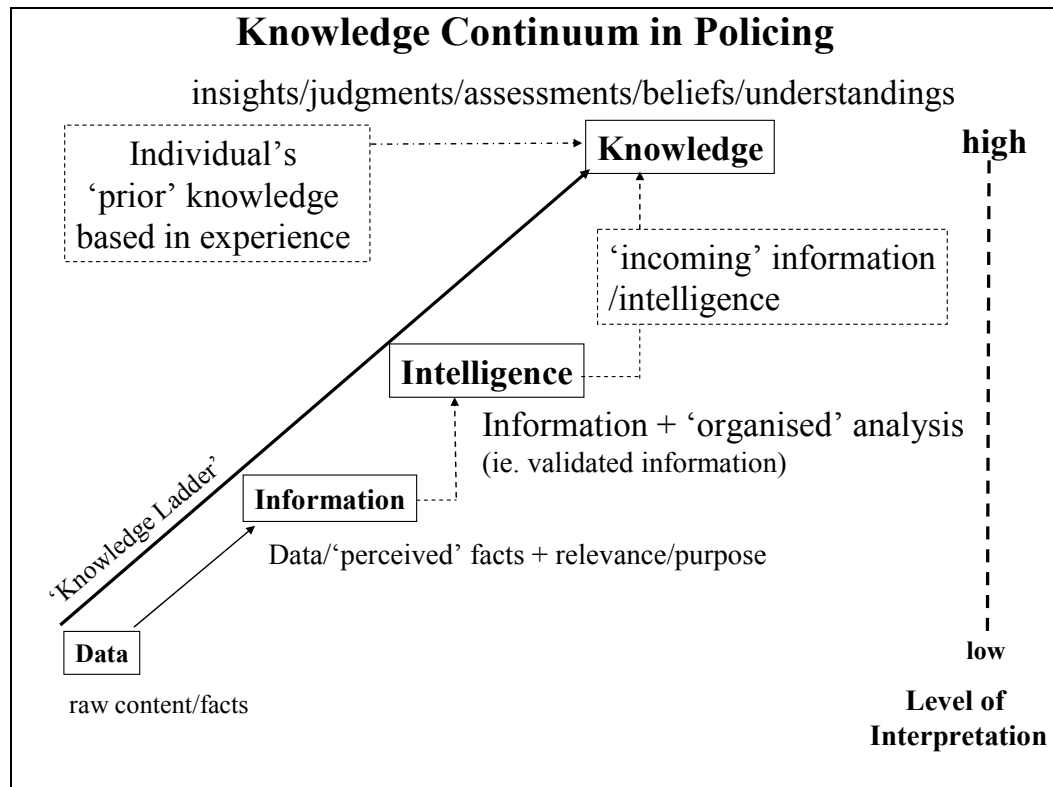 Knowledge Continuum in Policing
insights/judgments/assessments/beliefs/understandings
Individual’s
‘prior’ knowledge
based in experience
Knowledge
high
‘incoming’ information
/intelligence
Intelligence
Information + ‘organised’ analysis
(ie. validated information)
Information
‘Knowledge Ladder’
Data/‘perceived’ facts + relevance/purpose
Data
raw content/facts
low
Level of
Interpretation